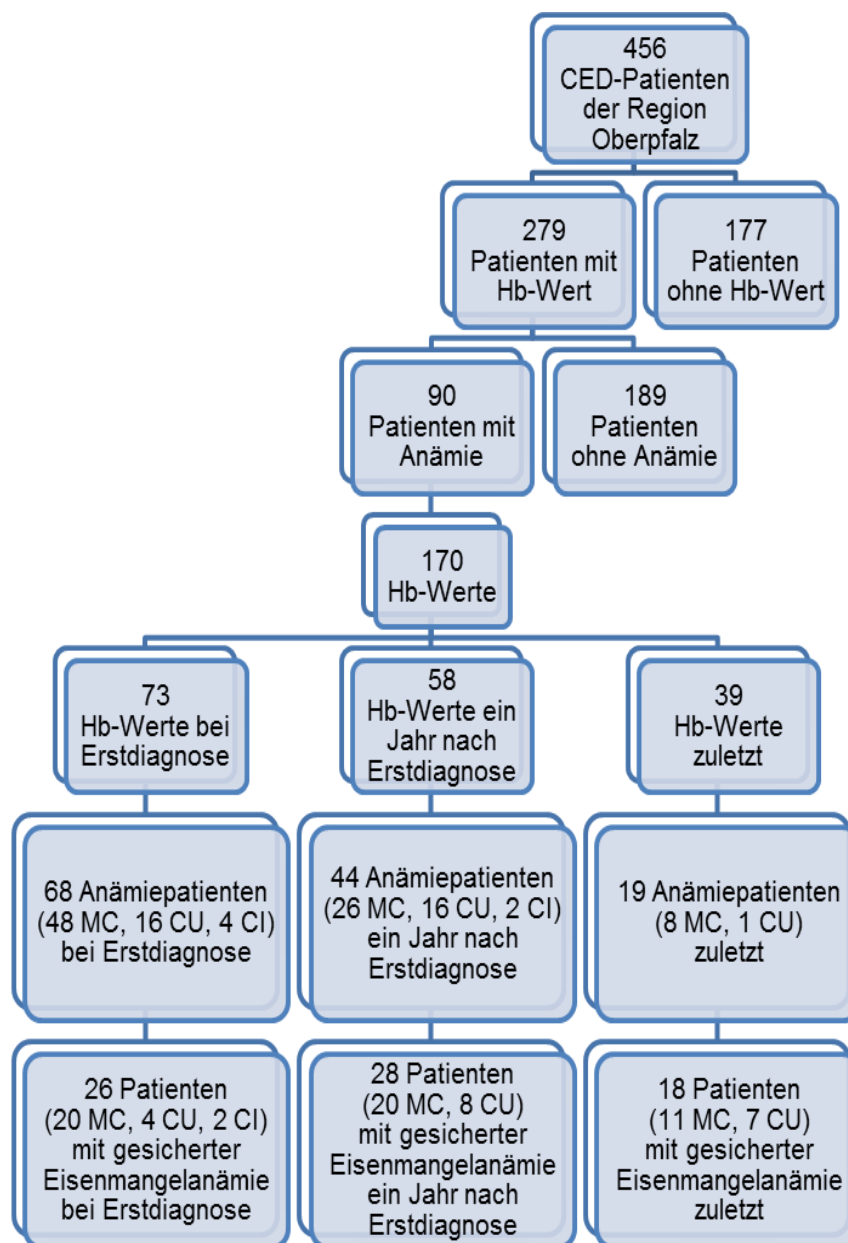 456
CED-Patienten
der Region
Oberpfalz
279
Patienten mit
Hb-Wert
177
Patienten
ohne Hb-Wert
90
Patienten mit
Anämie
189
Patienten
ohne Anämie
170
Hb-Werte
73
Hb-Werte bei
Erstdiagnose
58
Hb-Werte ein
Jahr nach
Erstdiagnose
39
Hb-Werte
zuletzt
68 Anämiepatienten
(48 MC, 16 CU, 4 CI)
bei Erstdiagnose
44 Anämiepatienten
(26 MC, 16 CU, 2 CI)
ein Jahr nach
Erstdiagnose
19 Anämiepatienten
(8 MC, 1 CU)
zuletzt
26 Patienten
(20 MC, 4 CU, 2 CI)
mit gesicherter
Eisenmangelanämie
bei Erstdiagnose
28 Patienten
(20 MC, 8 CU)
mit gesicherter
Eisenmangelanämie
ein Jahr nach
Erstdiagnose
18 Patienten
(11 MC, 7 CU)
mit gesicherter
Eisenmangelanämie
zuletzt